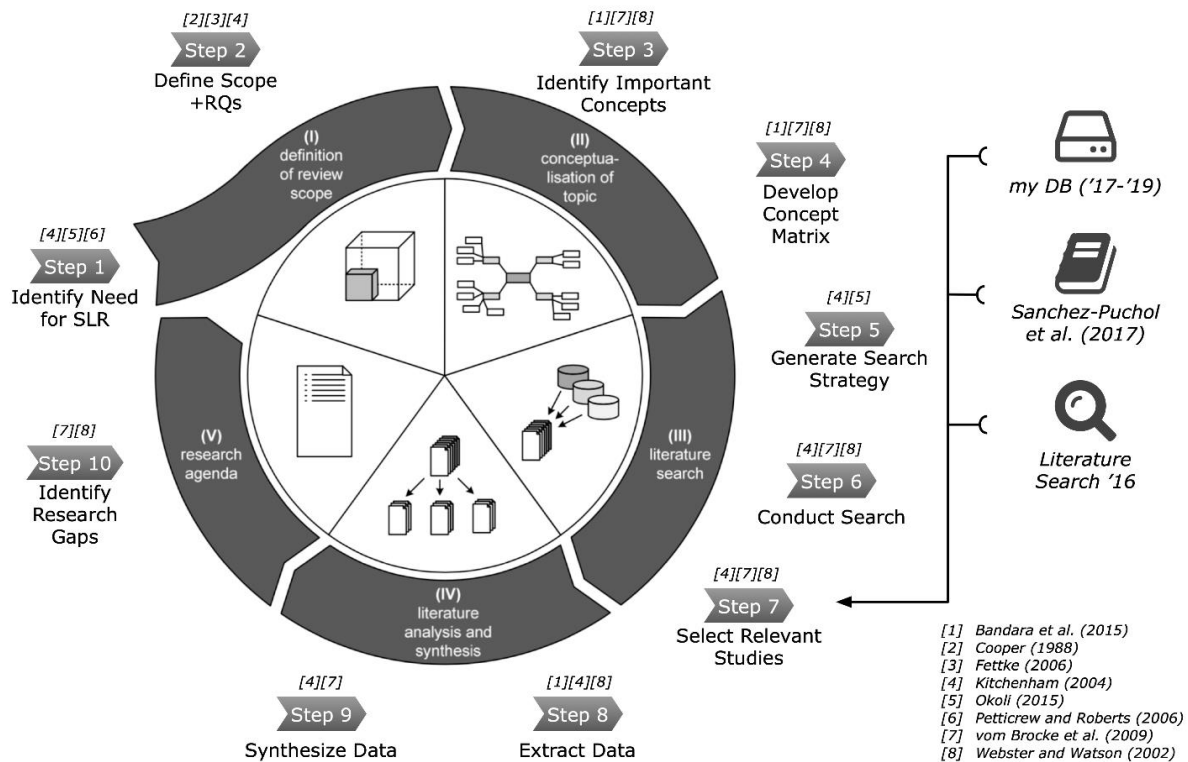 [2][3][4]
Step 2
Define Scope
+RQs
[1][7][8]
Step 3
Identify Important
Concepts
[1][7][8]
Step 4
Develop
Concept
Matrix
[4][5]
Step 5
Generate Search
Strategy
[4][7][8]
Step 6
Conduct Search
[4][7][8]
Step 7
Select Relevant
Studies
[1][4][8]
Step 8
Extract Data
[4][7]
Step 9
Synthesize Data
[7][8]
Step 10
Identify
Research
Gaps
[4][5][6]
Step 1
Identify Need
for SLR
(I)
definition
of review
scope
(II)
conceptua-
lisation of
topic
(III)
literature
search
(IV)
literature
analysis and
synthesis
(V)
research
agenda
my DB ('17-'19)
Sanchez-Puchol
et al. (2017)
Literature
Search '16
[1] Bandara et al. (2015)
[2] Cooper (1988)
[3] Fettke (2006)
[4] Kitchenham (2004)
[5] Okoli (2015)
[6] Petticrew and Roberts (2006)
[7] vom Brocke et al. (2009)
[8] Webster and Watson (2002)